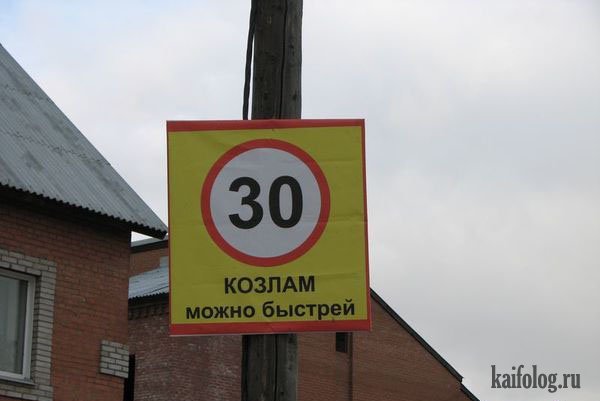 30
КОЗЛАМ
можно быстрей
kaifolog.ru